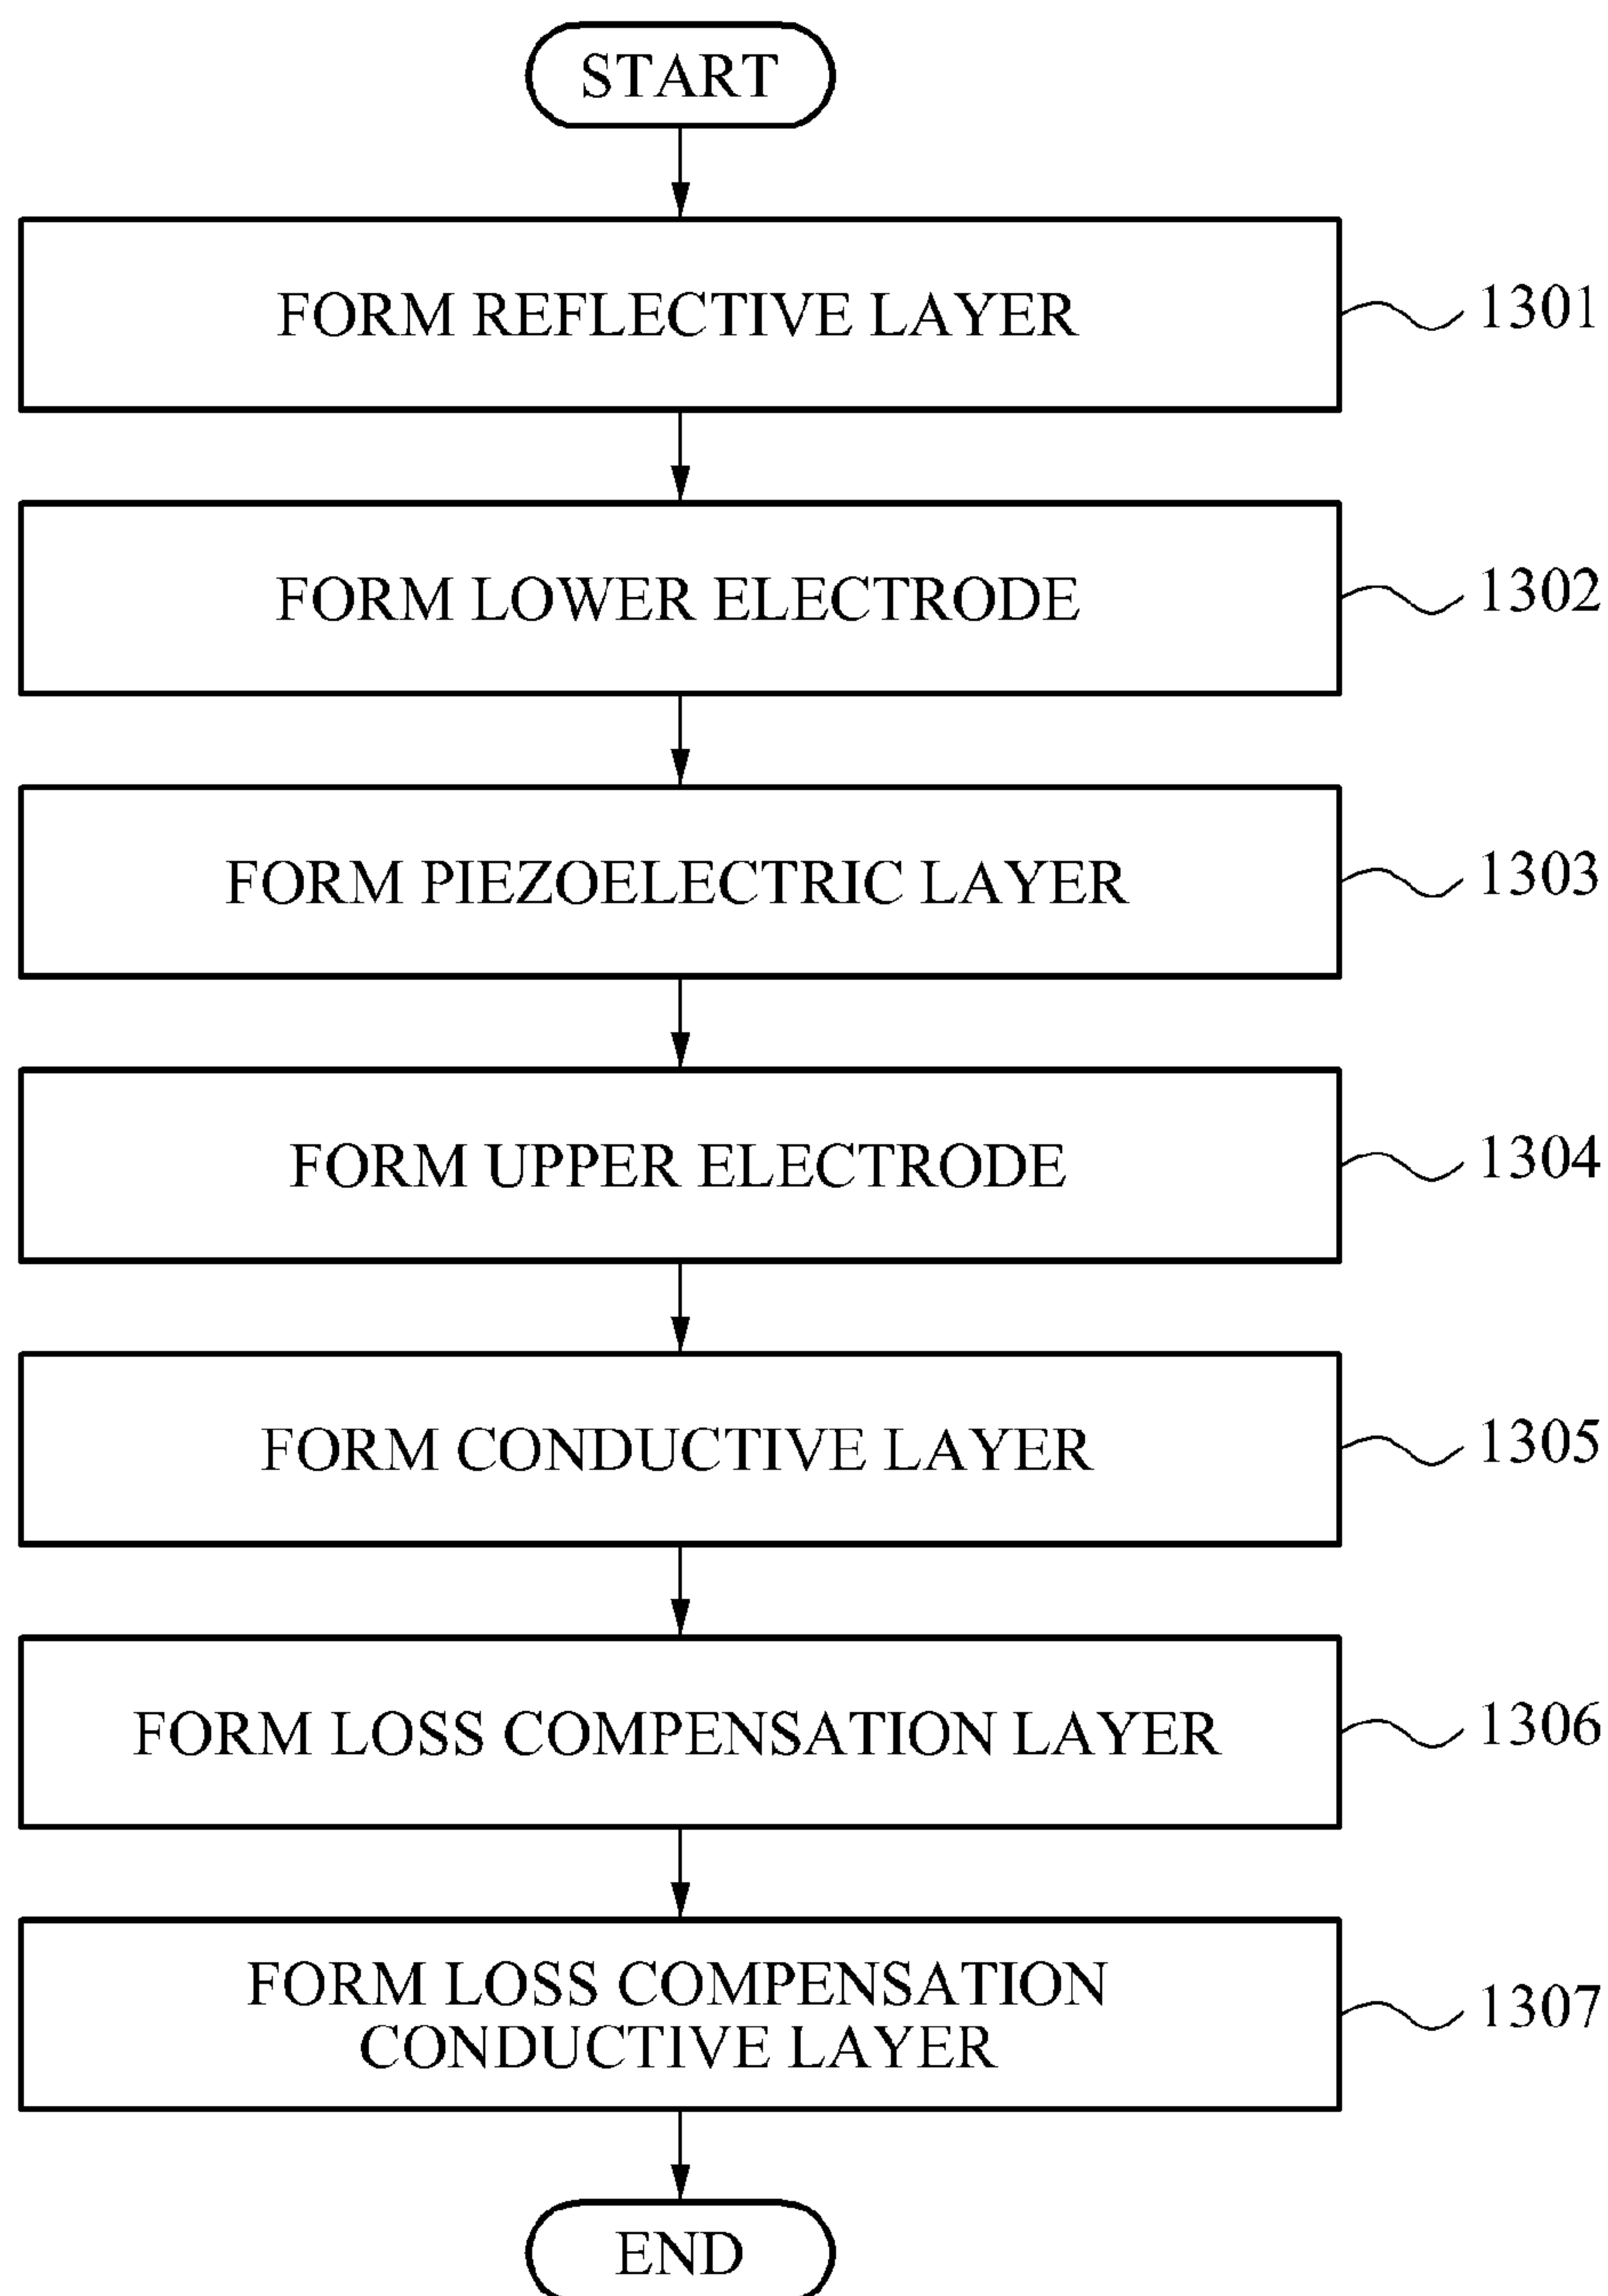 START
FORM REFLECTIVE LAYER
1301
FORM LOWER ELECTRODE
1302
FORM PIEZOELECTRIC LAYER
1303
FORM UPPER ELECTRODE
1304
FORM CONDUCTIVE LAYER
1305
FORM LOSS COMPENSATION LAYER
1306
FORM LOSS COMPENSATION
CONDUCTIVE LAYER
1307
END